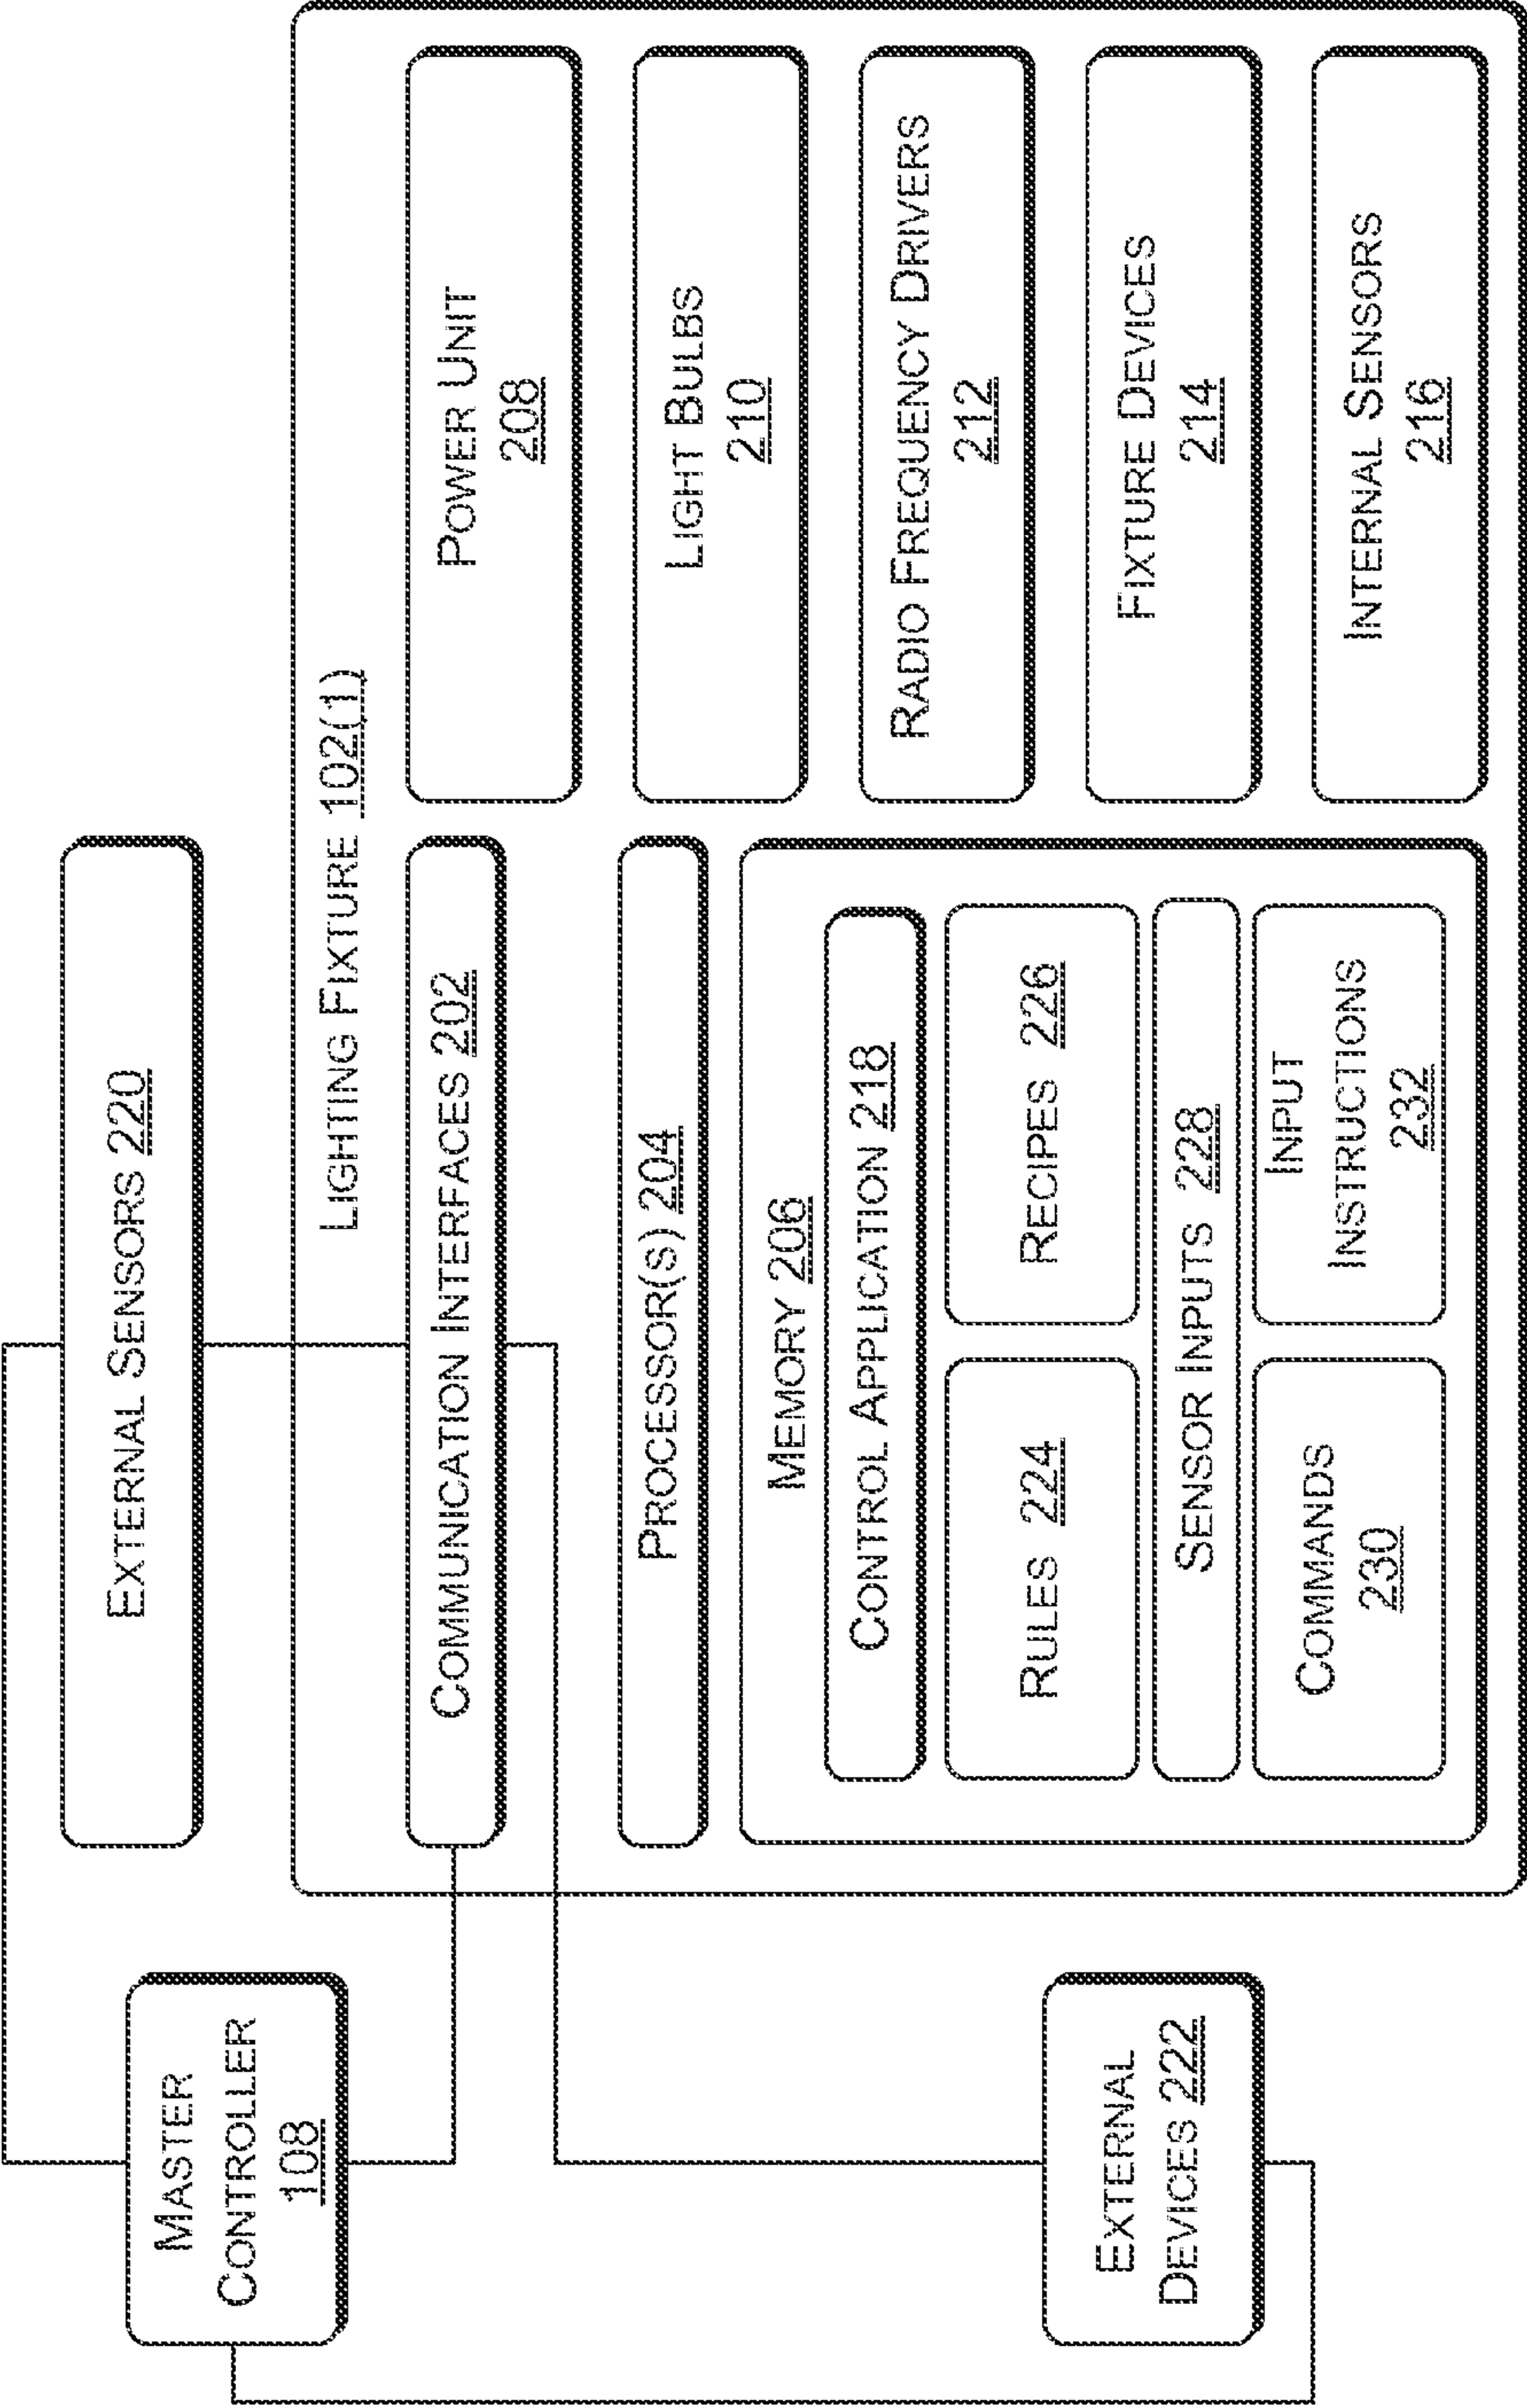 EXTERNAL SENSORS 220
MASTER
CONTROLLER
108
LIGHTING FIXTURE 102(1)
COMMUNICATION INTERFACES 202
PROCESSOR(S) 204
MEMORY 206
CONTROL APPLICATION 218
RULES 224
RECIPES 226
SENSOR INPUTS 228
COMMANDS
230
INPUT
INSTRUCTIONS
232
POWER UNIT
208
LIGHT BULBS
210
RADIO FREQUENCY DRIVERS
212
FIXTURE DEVICES
214
INTERNAL SENSORS
216
EXTERNAL
DEVICES 222